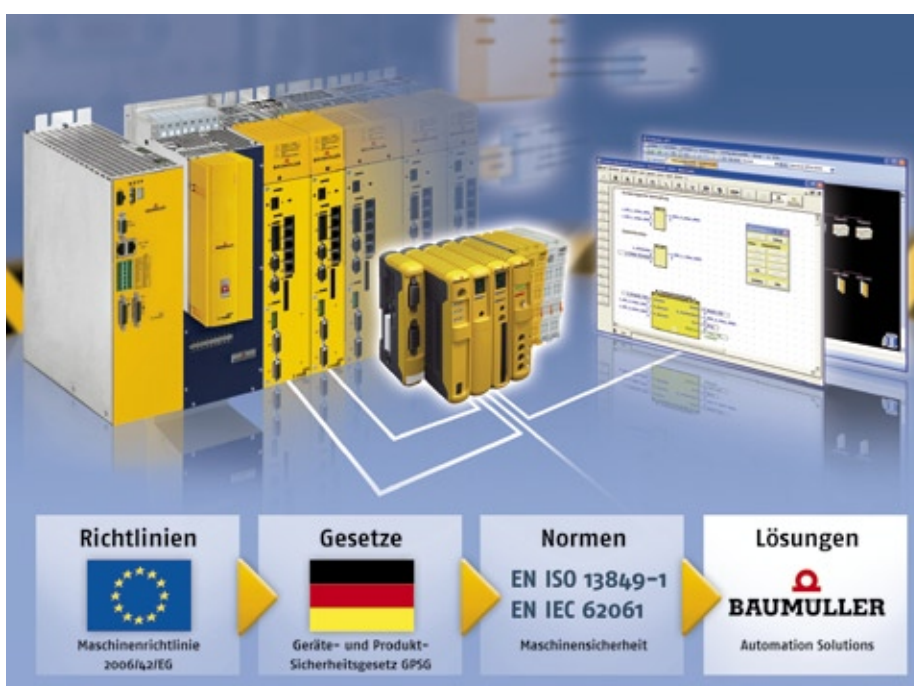 Richtlinien
Maschinenrichtlinie
2006/42/EG
Gesetze
Geräte- und Produkt-
Sicherheitsgesetz GPSG
Normen
EN ISO 13849-1
EN IEC 62061
Maschinensicherheit
Lösungen
BAUMULLER
Automation Solutions